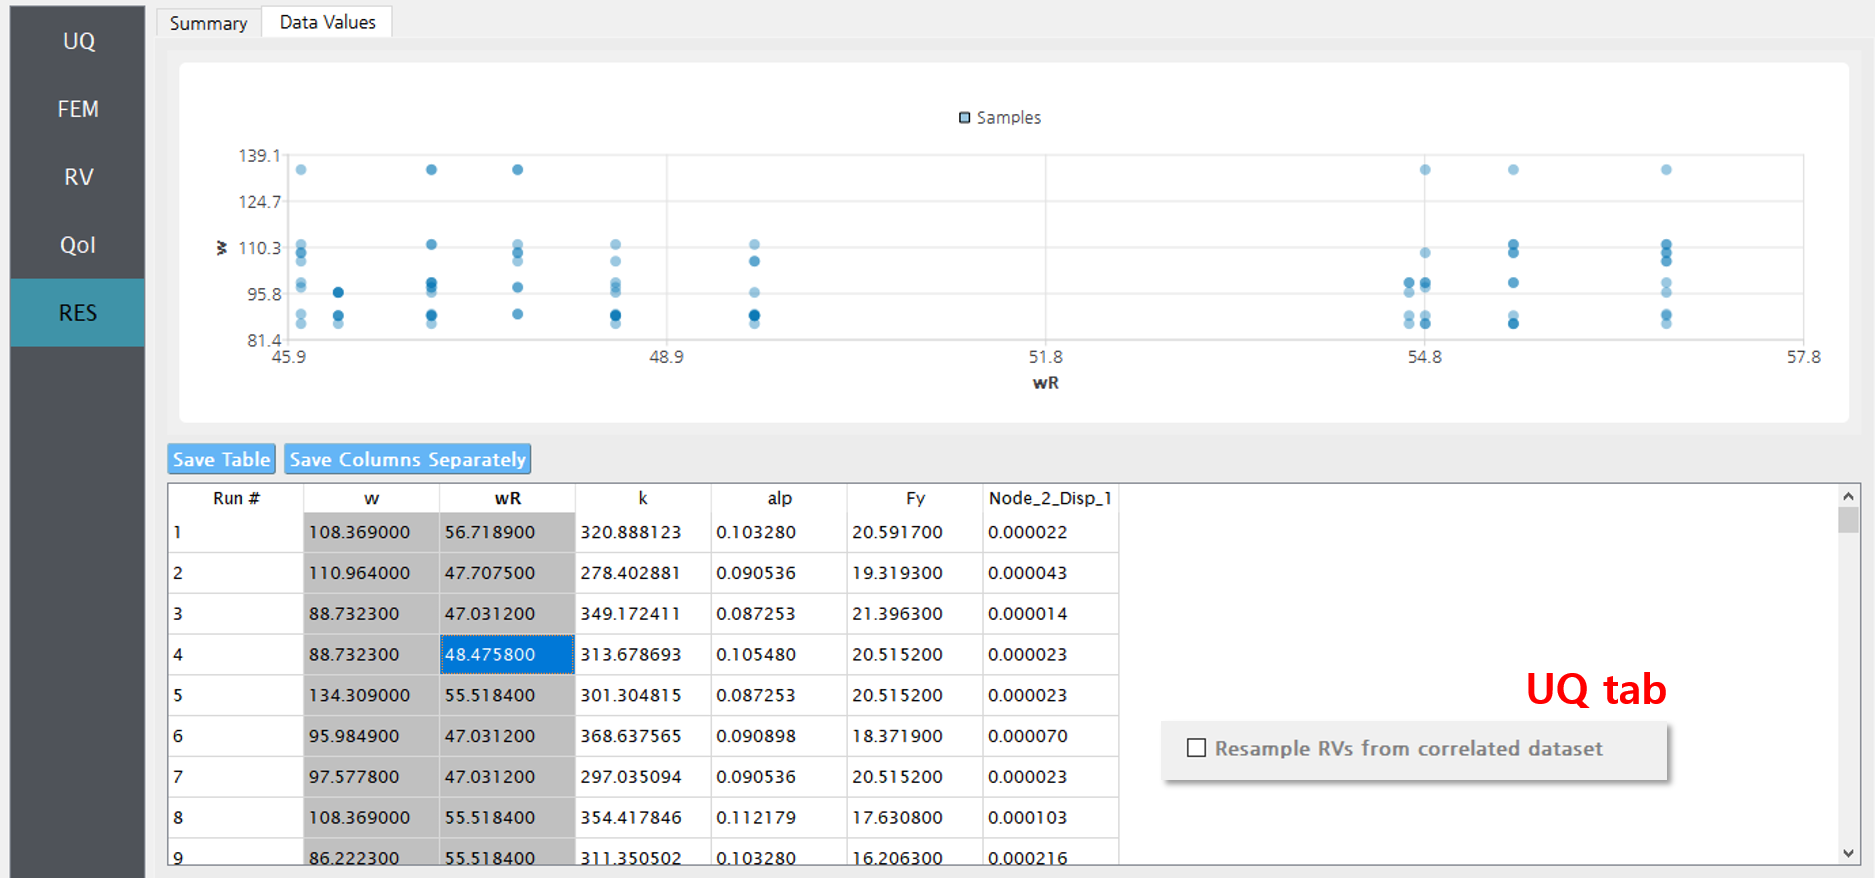 UQ
FEM
RV
QoI
RES
Summary
Data Values
Samples
139.1
124.7
110.3
95.8
81.4
w
45.9 48.9 51.8 54.8 57.8
wR
Save Table
Save Columns Separately
Run # w wR k alp Fy Node_2_Disp_1
1 108.369000 56.718900 320.888123 0.103280 20.591700 0.000022
2 110.964000 47.707500 278.402881 0.090536 19.319300 0.000043
3 88.732300 47.031200 349.172411 0.087253 21.396300 0.000014
4 88.732300 48.475800 313.678693 0.105480 20.515200 0.000023
5 134.309000 55.518400 301.304815 0.087253 20.515200 0.000023
6 95.984900 47.031200 368.637565 0.090898 18.371900 0.000070
7 97.577800 47.031200 297.035094 0.090536 20.515200 0.000023
8 108.369000 55.518400 354.417846 0.112179 17.630800 0.000103
9 86.222300 55.518400 311.350502 0.103280 16.206300 0.000216
UQ tab
Resample RVs from correlated dataset